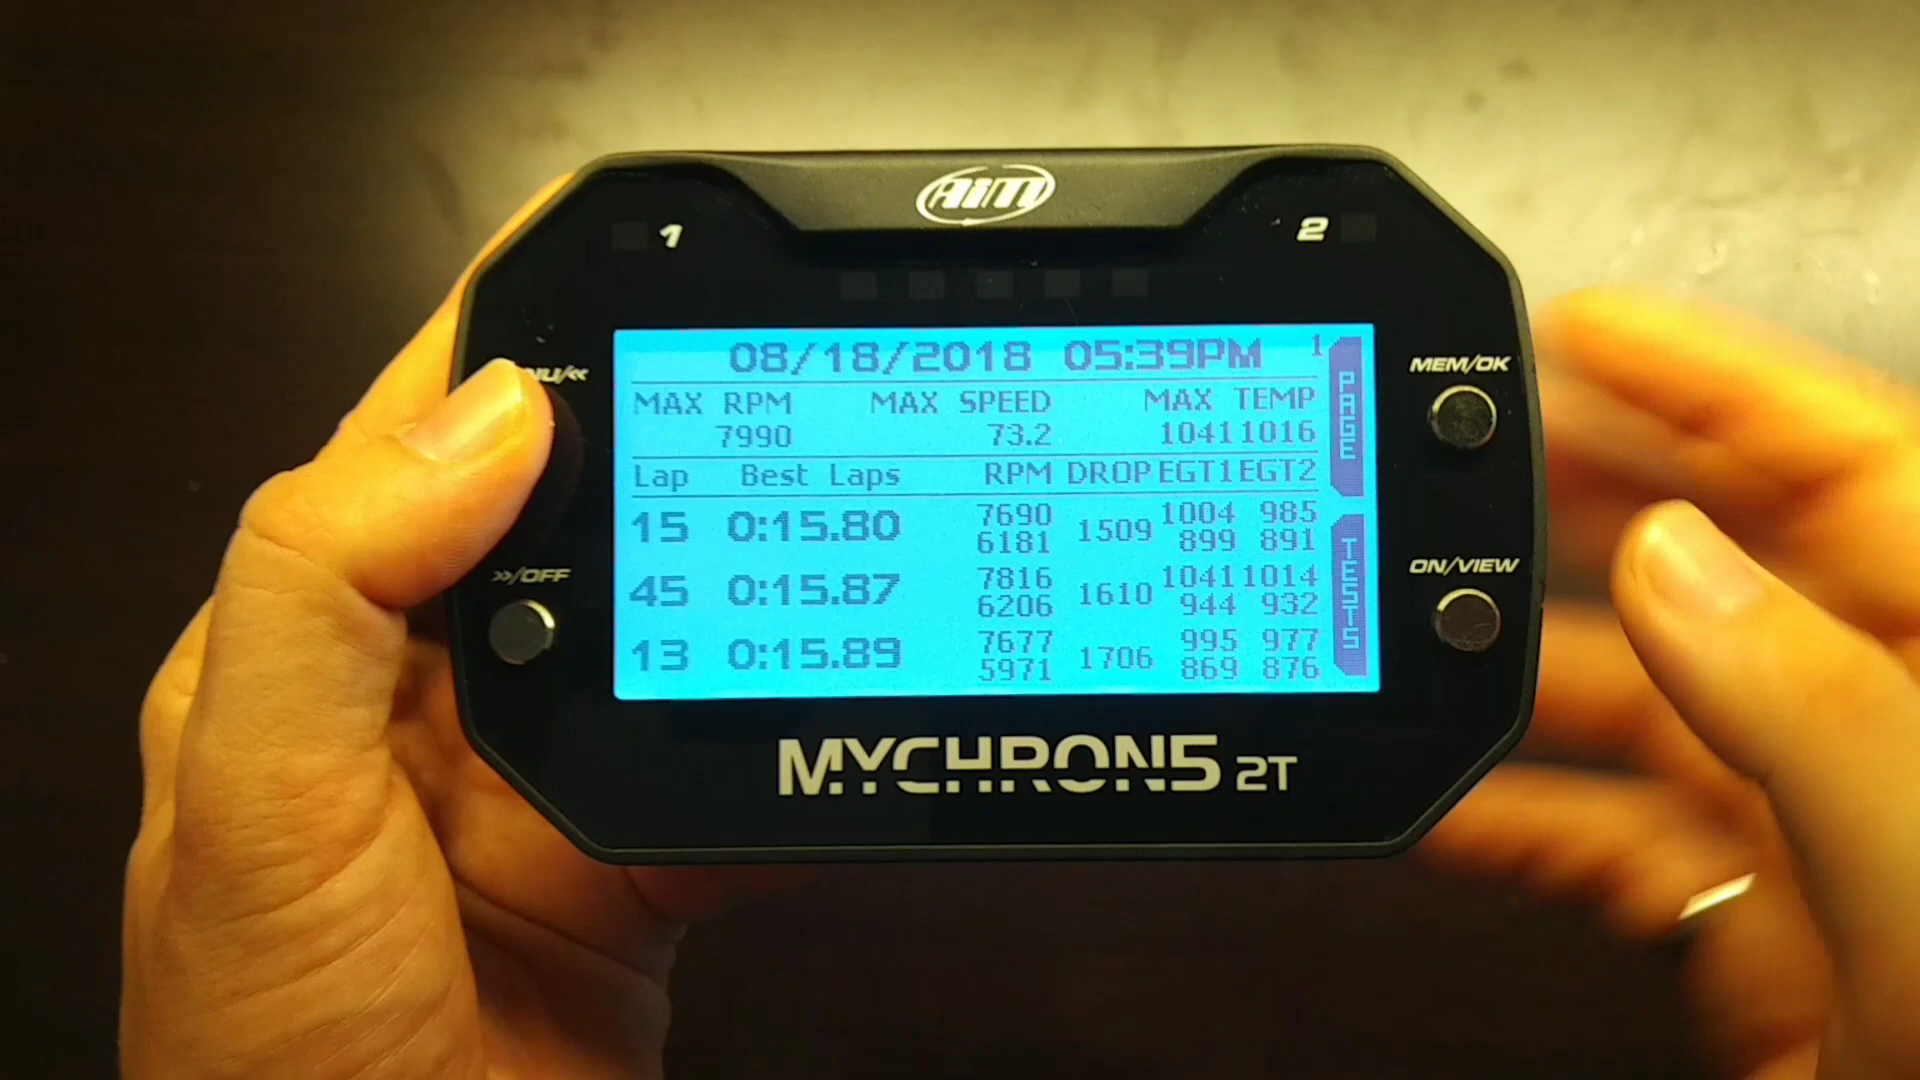 AiM
1
2
08/18/2018 05:39PM 1
MAX RPM MAX SPEED MAX TEMP
7990 73.2 1041 1016
Lap Best Laps RPM DROP EGT1 EGT2
15 0:15.80 7690 6181 1509 1004 899 985 891
45 0:15.87 7816 6206 1610 1041 944 1014 932
13 0:15.89 7677 5971 1706 995 869 977 876
PAGE
TESTS
»/OFF
MEM/OK
ON/VIEW
MYCHRON5 2T